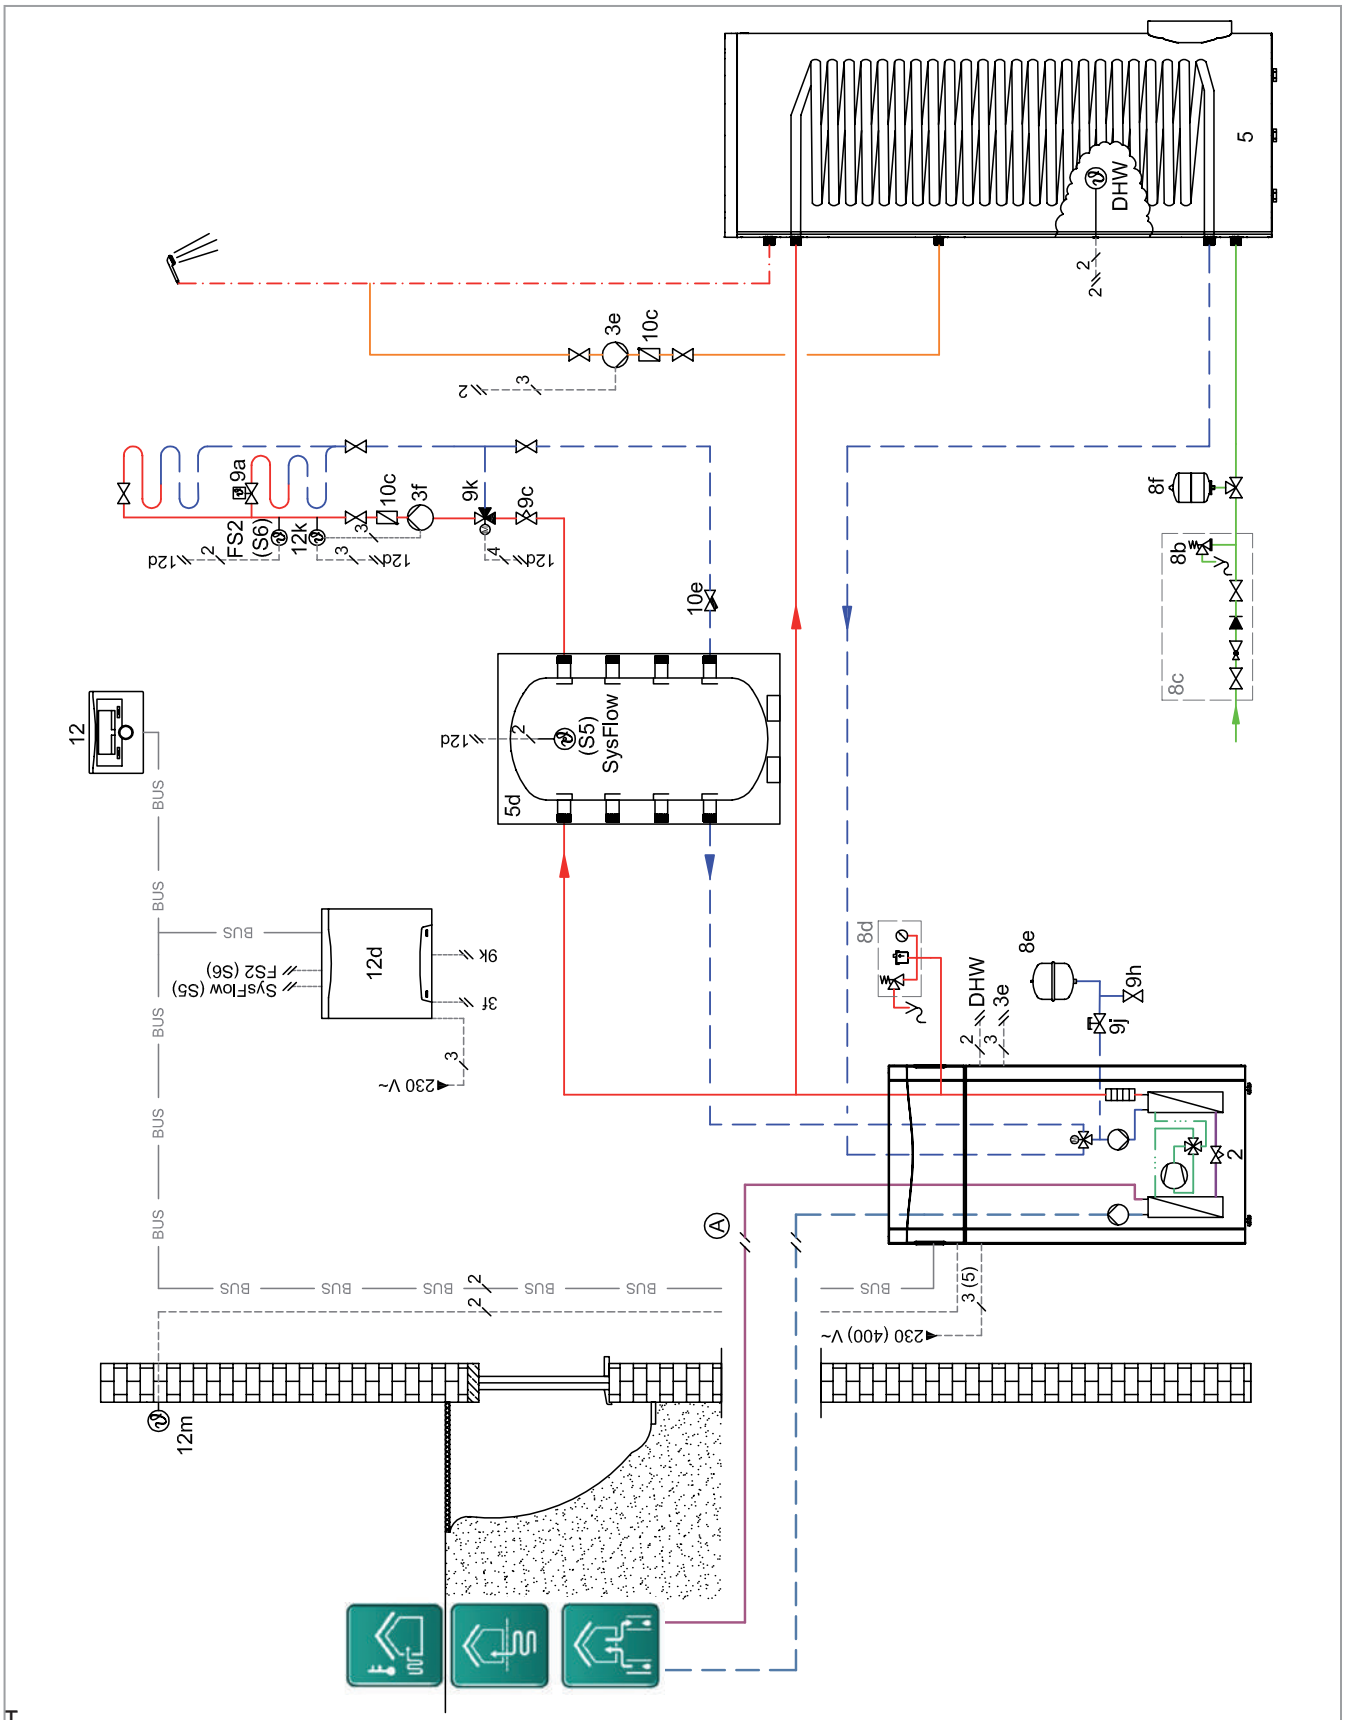 5
DHW
2
2
3e
10c
2
3
9a
FS2
(S6)
12k
10c
3f
9k
9c
12d
2
3
12d
3
4
12d
8f
8b
8c
10e
12
12d
2
(S5)
SysFlow
5d
BUS
BUS
BUS
BUS
BUS
BUS
12d
FS2 (S6)
SysFlow (S5)
9k
3f
3
230 V~
8d
DHW
2
3e
3
8e
9h
9j
2
A
BUS
BUS
BUS
2
BUS
BUS
BUS
2
3 (5)
230 (400) V~
12m
T